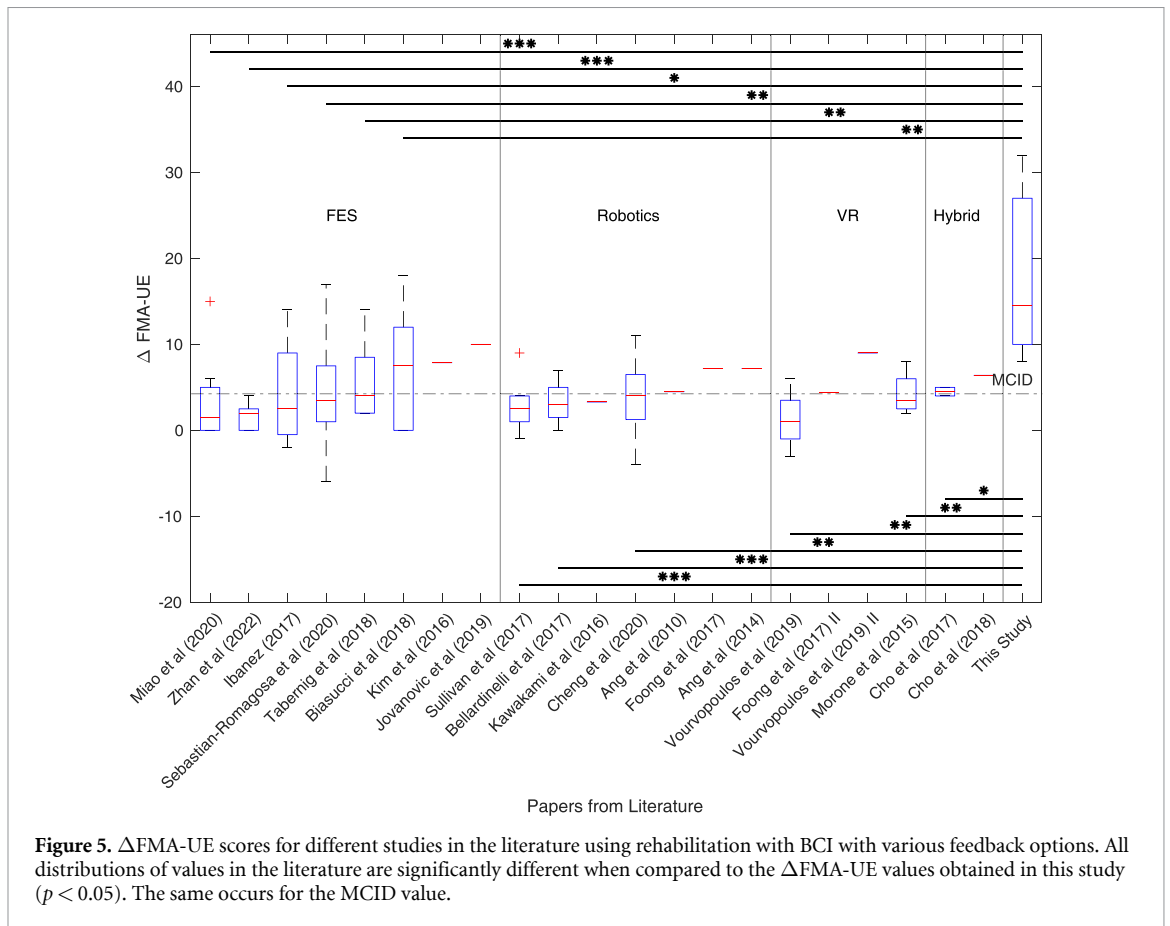 ***
***
*
**
**
**
40
30
20
10
0
-10
-20
Δ FMA-UE
FES
Robotics
VR
Hybrid
MCID
*
**
**
**
***
***
Miao et al (2020)
Zhan et al (2022)
Ibanez (2017)
Sebastian-Romagosa et al (2020)
Tabernig et al (2018)
Biasucci et al (2018)
Kim et al (2016)
Jovanovic et al (2019)
Sullivan et al (2017)
Bellardinelli et al (2017)
Kawakami et al (2016)
Cheng et al (2020)
Ang et al (2010)
Foong et al (2017)
Ang et al (2014)
Vourvopoulos et al (2019)
Foong et al (2017) II
Vourvopoulos et al (2019) II
Morone et al (2015)
Cho et al (2017)
Cho et al (2018)
This Study
Papers from Literature
Figure 5. ΔFMA-UE scores for different studies in the literature using rehabilitation with BCI with various feedback options. All
distributions of values in the literature are significantly different when compared to the ΔFMA-UE values obtained in this study
(p < 0.05). The same occurs for the MCID value.